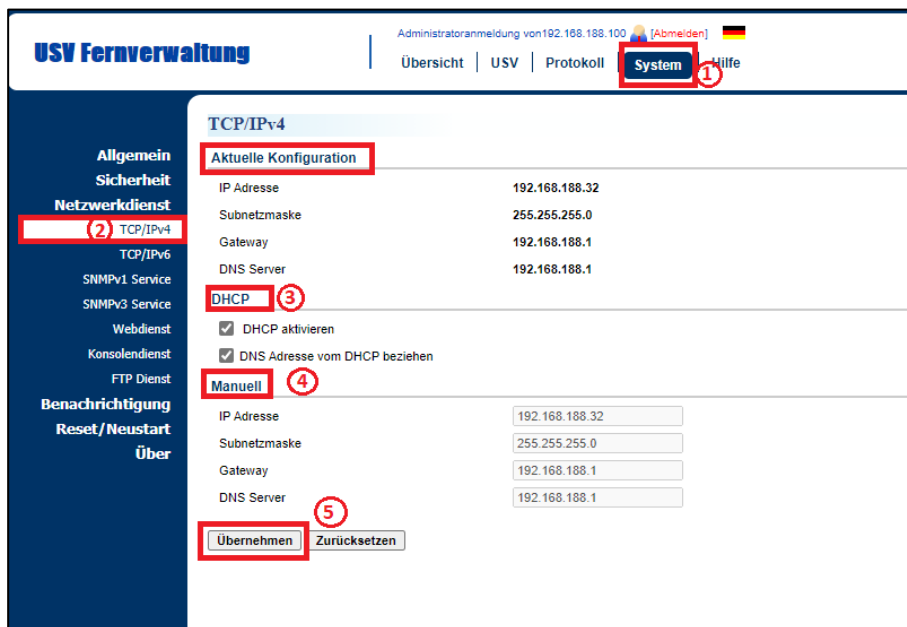 Administratoranmeldung von192.168.188.100 [Abmelden]
USV Fernverwaltung
Übersicht USV Protokoll System Hilfe
①
TCP/IPv4
Allgemein
Sicherheit
Netzwerkdienst
② TCP/IPv4
TCP/IPv6
SNMPv1 Service
SNMPv3 Service
Webdienst
Konsolendienst
FTP Dienst
Benachrichtigung
Reset/Neustart
Über
Aktuelle Konfiguration
IP Adresse 192.168.188.32
Subnetzmaske 255.255.255.0
Gateway 192.168.188.1
DNS Server 192.168.188.1
DHCP ③
DHCP aktivieren
DNS Adresse vom DHCP beziehen
Manuell ④
IP Adresse 192.168.188.32
Subnetzmaske 255.255.255.0
Gateway 192.168.188.1
DNS Server 192.168.188.1
⑤
Übernehmen Zurücksetzen